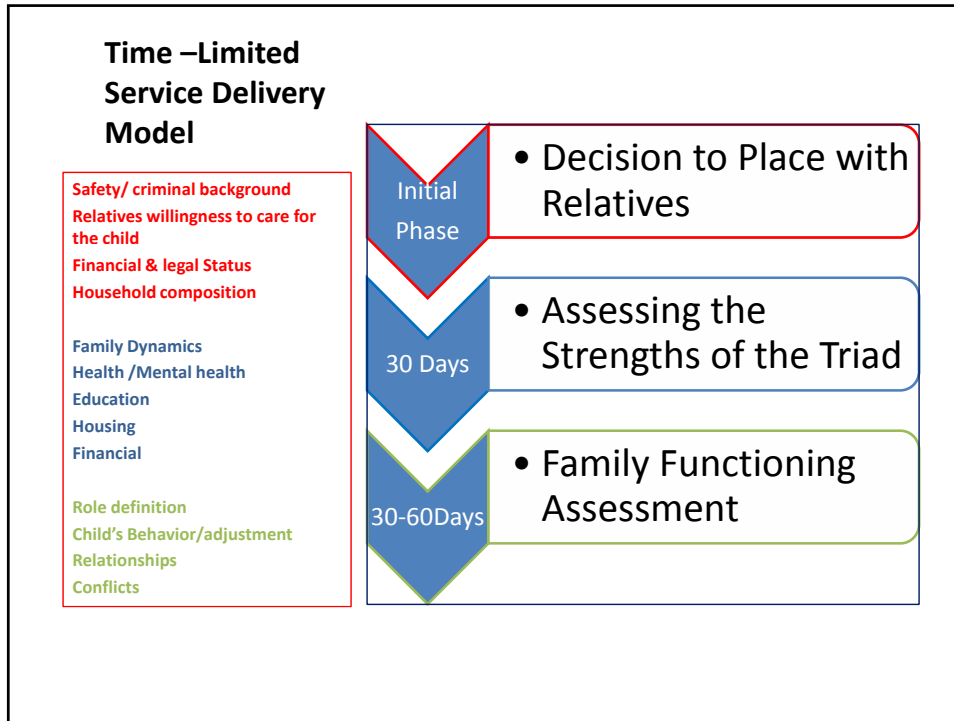 Time –Limited
Service Delivery
Model
Safety/ criminal background
Relatives willingness to care for
the child
Financial & legal Status
Household composition
Family Dynamics
Health /Mental health
Education
Housing
Financial
Role definition
Child’s Behavior/adjustment
Relationships
Conflicts
Initial
Phase
• Decision to Place with
Relatives
30 Days
• Assessing the
Strengths of the Triad
30-60Days
• Family Functioning
Assessment